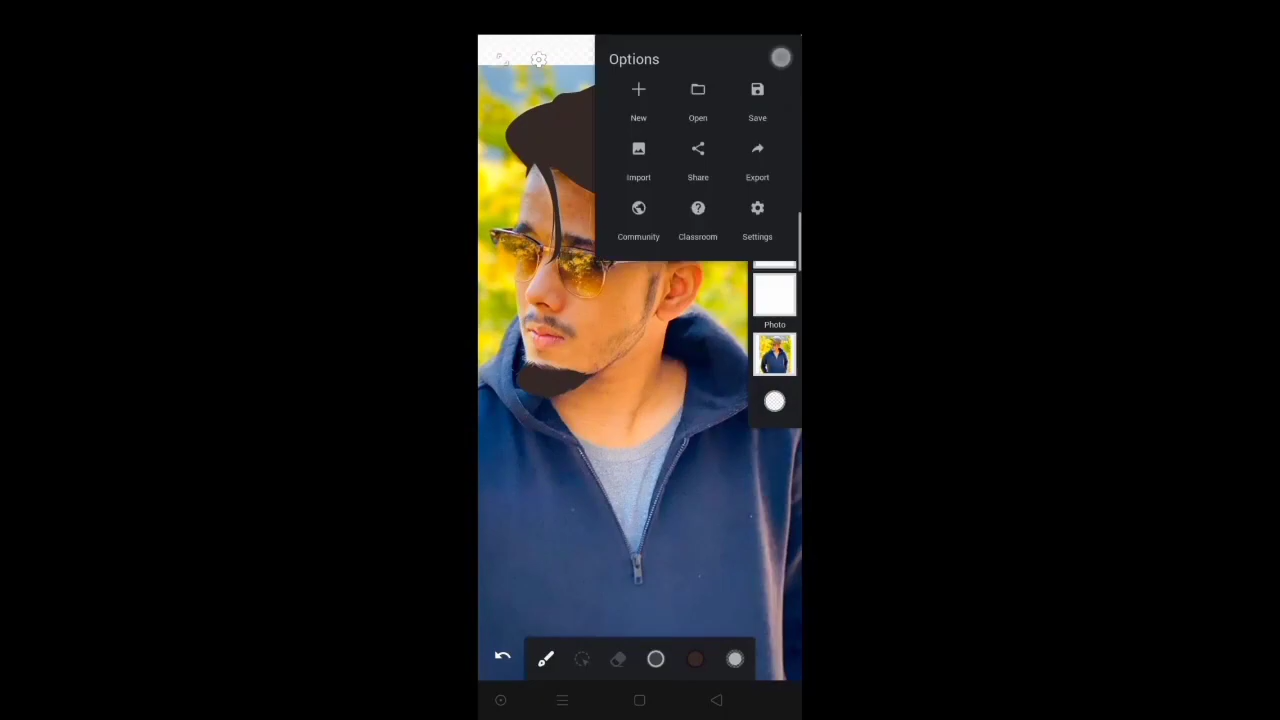 Options
New Open Save
Import Share Export
Community Classroom Settings
Photo